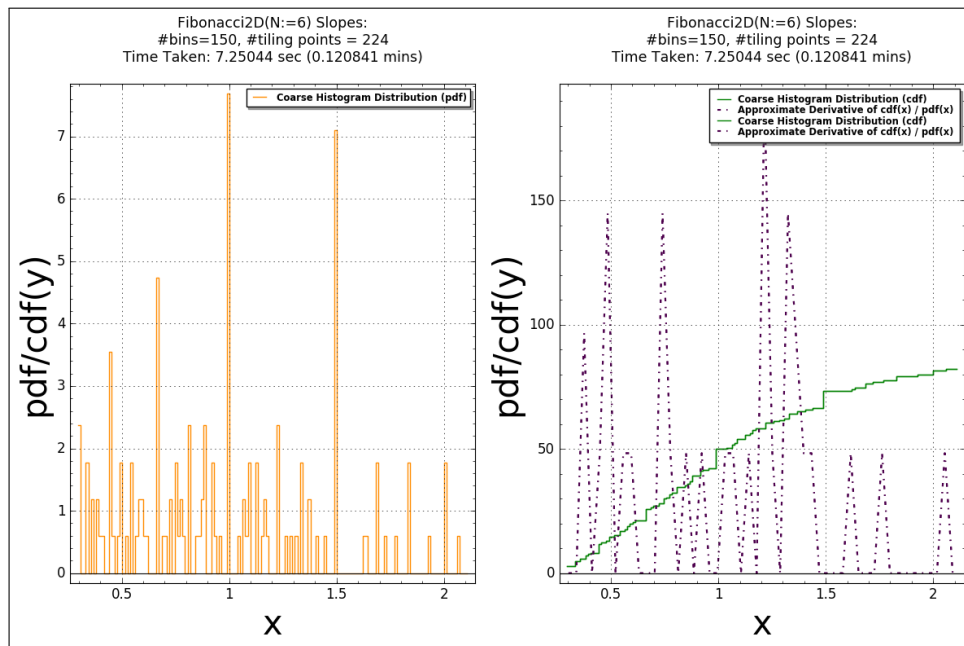 Fibonacci2D(N:=6) Slopes:
#bins=150, #tiling points = 224
Time Taken: 7.25044 sec (0.120841 mins)
Coarse Histogram Distribution (pdf)
pdf/cdf(y)
7
6
5
4
3
2
1
0
0.5
1
1.5
2
x
Fibonacci2D(N:=6) Slopes:
#bins=150, #tiling points = 224
Time Taken: 7.25044 sec (0.120841 mins)
Coarse Histogram Distribution (cdf)
Approximate Derivative of cdf(x) / pdf(x)
Coarse Histogram Distribution (cdf)
Approximate Derivative of cdf(x) / pdf(x)
pdf/cdf(y)
150
100
50
0
0.5
1
1.5
2
x